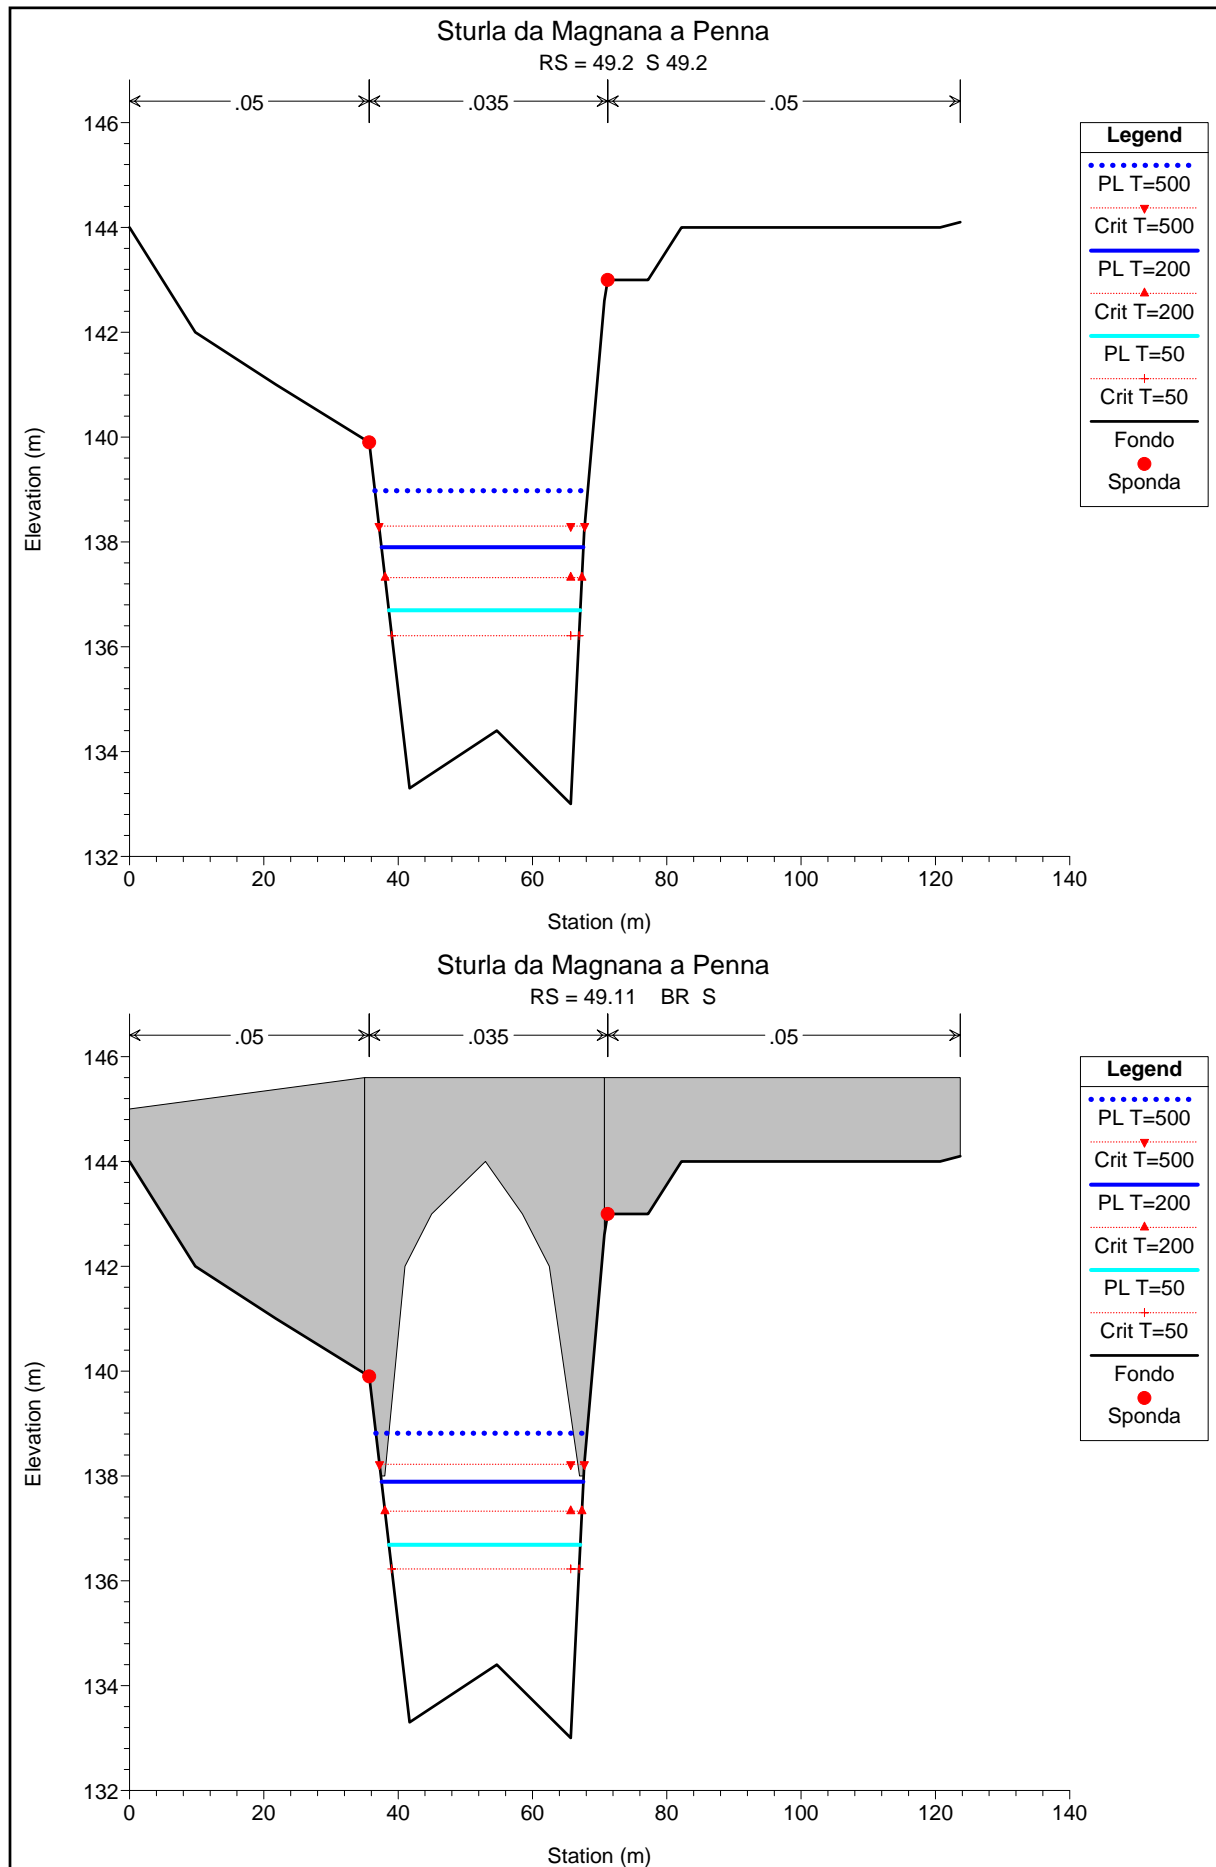 Sturla da Magnana a Penna
RS = 49.2 S 49.2
.05 .035 .05
146
144
142
140
138
136
134
132
Elevation (m)
0 20 40 60 80 100 120 140
Station (m)
Legend
PL T=500
Crit T=500
PL T=200
Crit T=200
PL T=50
Crit T=50
Fondo
Sponda
Sturla da Magnana a Penna
RS = 49.11 BR S
.05 .035 .05
146
144
142
140
138
136
134
132
Elevation (m)
0 20 40 60 80 100 120 140
Station (m)
Legend
PL T=500
Crit T=500
PL T=200
Crit T=200
PL T=50
Crit T=50
Fondo
Sponda